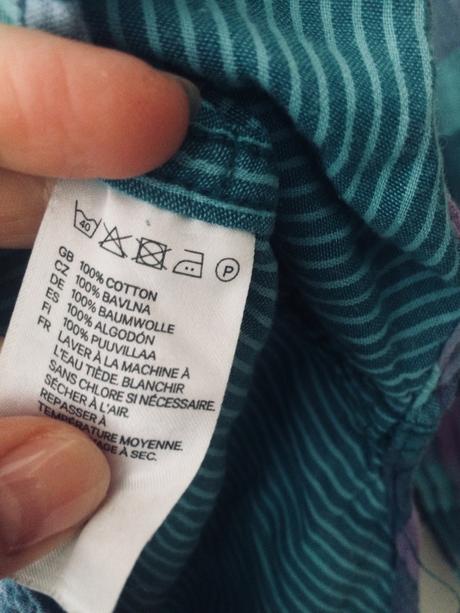 40 P
GB 100% COTTON
CZ 100% BAVLNA
DE 100% BAUMWOLLE
ES 100% ALGODÓN
FI 100% PUUVILLAA
FR LAVER À LA MACHINE À
L'EAU TIÈDE. BLANCHIR
SANS CHLORE SI NÉCESSAIRE.
SÉCHER À L'AIR.
REPASSER À
TEMPÉRATURE MOYENNE.
À SEC.